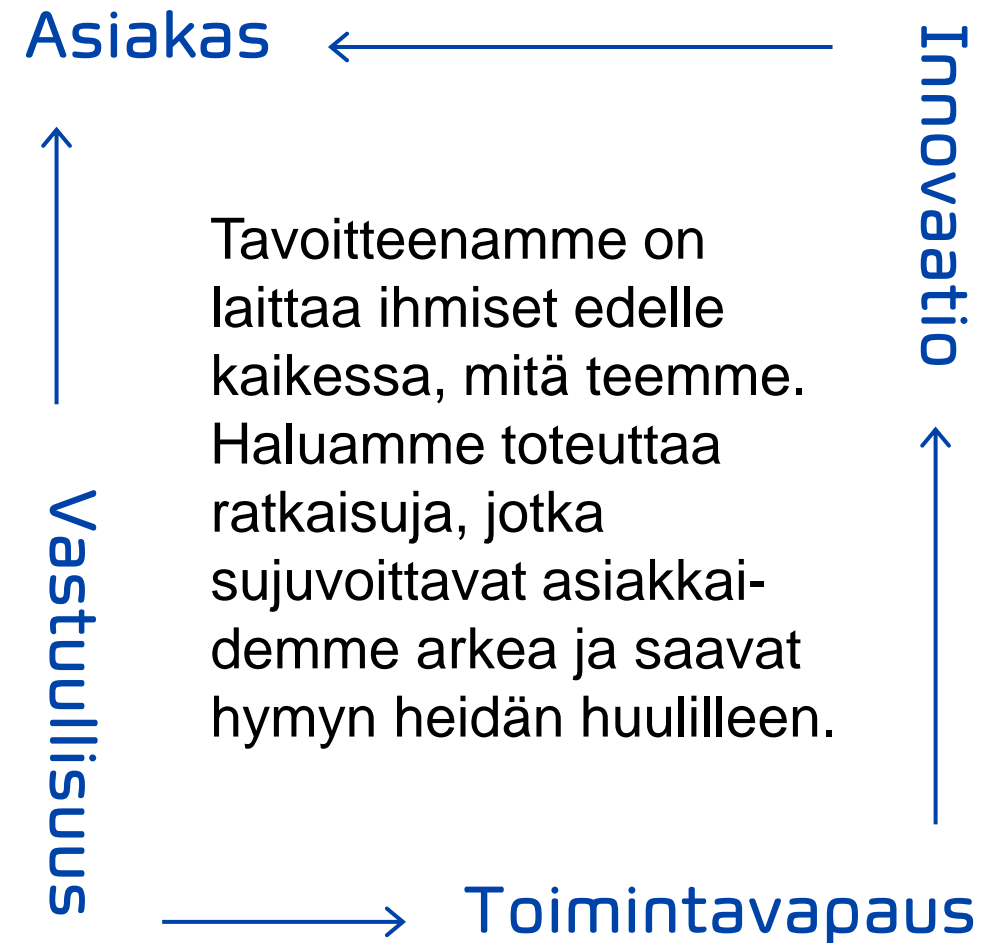 Asiakas
Innovaatio
Tavoitteenamme on
laittaa ihmiset edelle
kaikessa, mitä teemme.
Haluamme toteuttaa
ratkaisuja, jotka
sujuvoittavat asiakkai-
demme arkea ja saavat
hymyn heidän huulilleen.
Vastuullisuus
Toimintavapaus